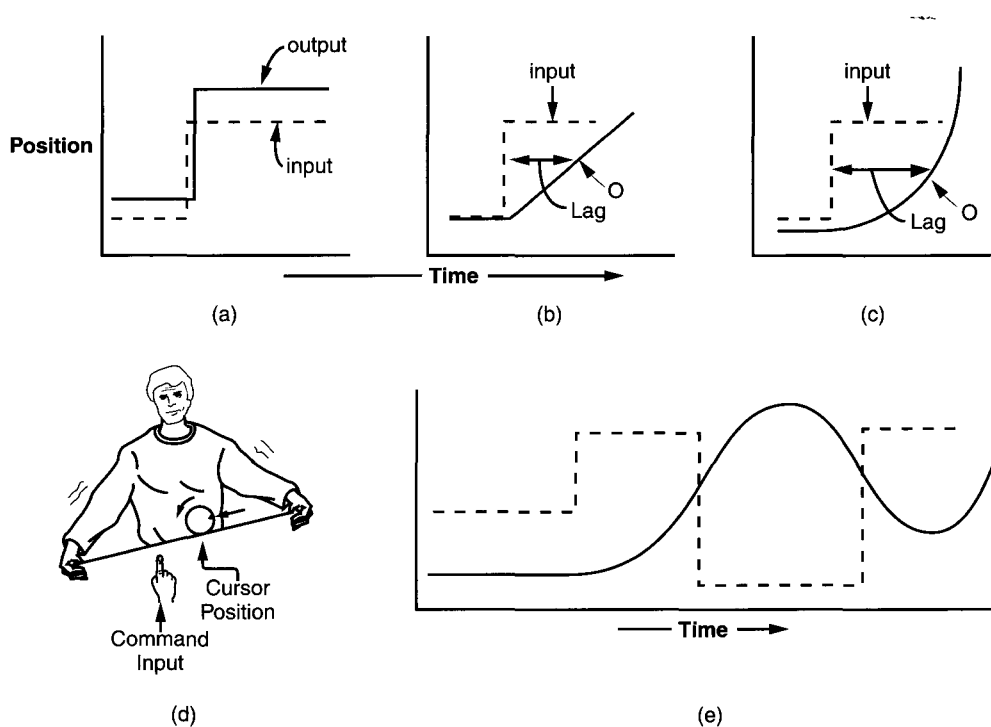 output
input
(a)
input
O
Lag
(b)
input
O
Lag
(c)
Position
Time
Cursor
Position
Command
Input
(d)
Time
(e)